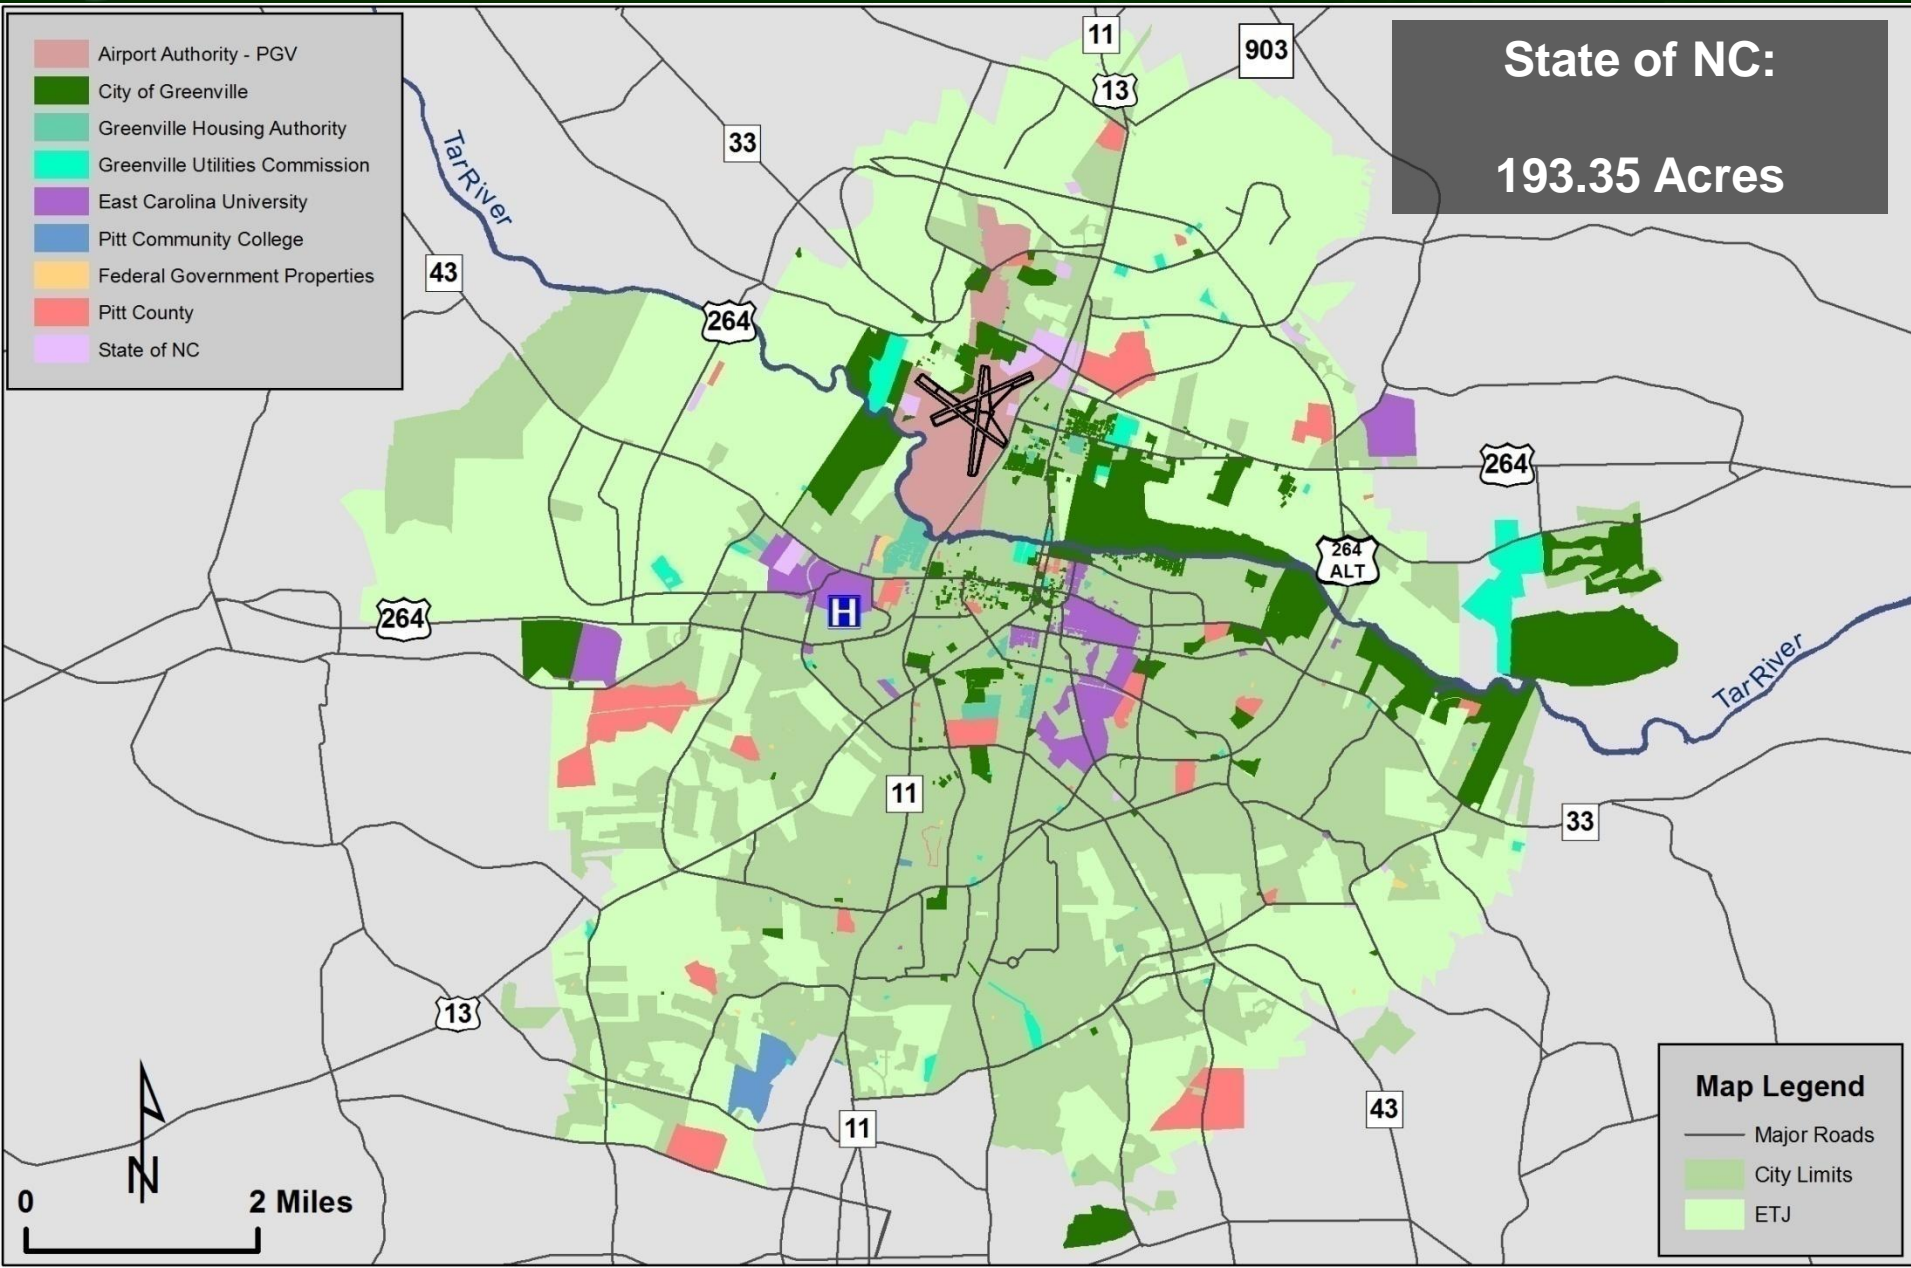 Airport Authority - PGV
City of Greenville
Greenville Housing Authority
Greenville Utilities Commission
East Carolina University
Pitt Community College
Federal Government Properties
Pitt County
State of NC
State of NC:
193.35 Acres
11
903
13
33
Tar River
43
264
264
264
ALT
264
H
Tar River
11
33
13
11
43
N
0 2 Miles
Map Legend
Major Roads
City Limits
ETJ